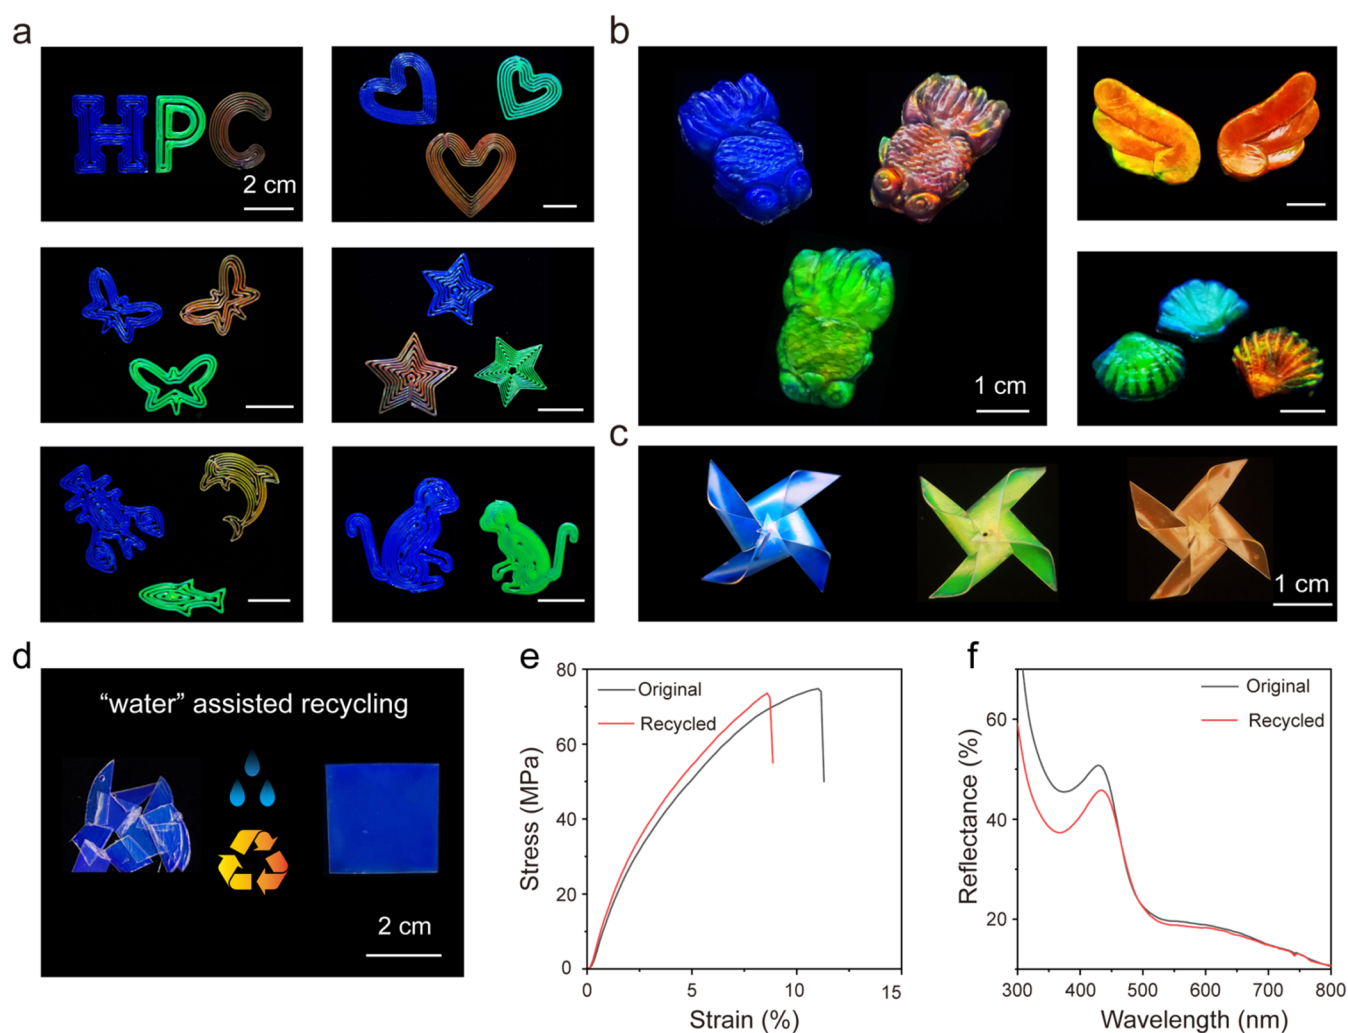 a
b
HPC
2 cm
1 cm
c
1 cm
d
e
f
“water” assisted recycling
2 cm
80
60
40
20
0
Stress (MPa)
Original
Recycled
0
5
10
15
Strain (%)
60
40
20
Reflectance (%)
Original
Recycled
300
400
500
600
700
800
Wavelength (nm)